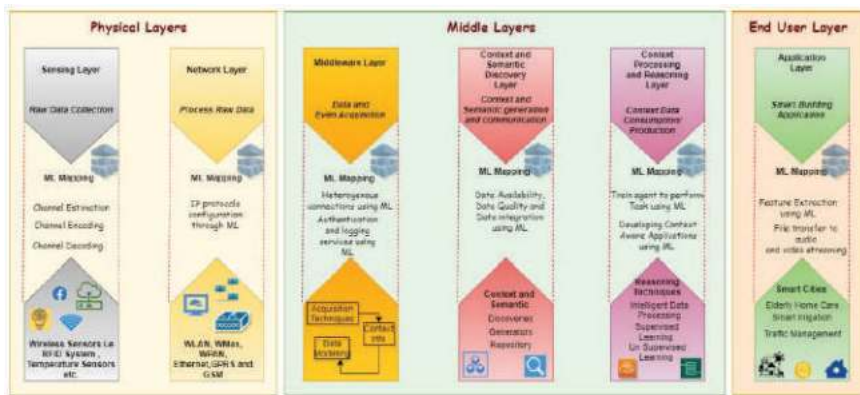 Physical Layers
Sensing Layer
Raw Data Collection
ML Mapping
Channel Estimation
Channel Encoding
Channel Decoding
Wireless Sensors i.e
RFID System ,
Temperature Sensors
etc.
Network Layer
Process Raw Data
ML Mapping
IP protocols
configuration
through ML
WLAN, WMas,
WPAN,
Ethernet,GPRS and
GSM
Middle Layers
Middleware Layer
Data and
Even Acquisition
ML Mapping
Heterogenous
connections using ML
Authentication
and logging
services using
ML
Acquisition
Techniques
Context
Info
Data
Modeling
Context and
Semantic
Discovery
Layer
Context and
Semantic generation
and communication
ML Mapping
Data Availability,
Data Quality and
Data integration
using ML
Context and
Semantic
Discoveries
Generators
Repository
Context
Processing
and Reasoning
Layer
Context Data
Consumption/
Production
ML Mapping
Train agent to perform
Task using ML
Developing Context
Aware Applications
using ML
Reasoning
Techniques
Intelligent Data
Processing
Supervised
Learning
Un Supervised
Learning
End User Layer
Application
Layer
Smart Building
Application
ML Mapping
Feature Extraction
using ML
File transfer to
audio
and video streaming
Smart Cities
Elderly Home Care
Smart Irrigation
Traffic Management